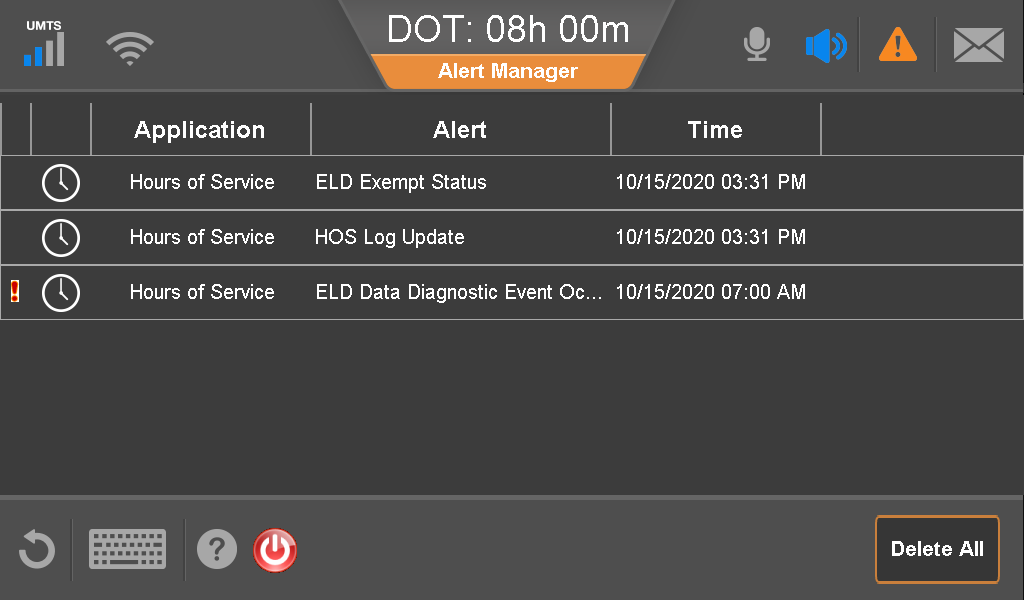 UMTS
DOT: 08h 00m
Alert Manager
Application Alert Time
Hours of Service ELD Exempt Status 10/15/2020 03:31 PM
Hours of Service HOS Log Update 10/15/2020 03:31 PM
Hours of Service ELD Data Diagnostic Event Oc... 10/15/2020 07:00 AM
Delete All